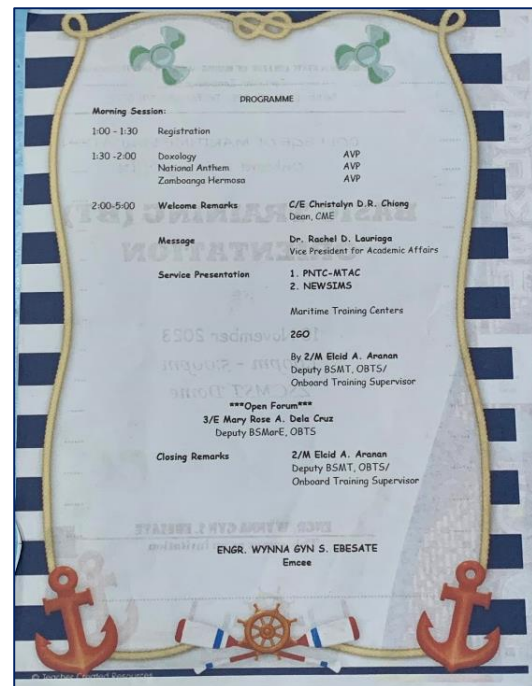 PROGRAMME
Morning Session:
1:00 - 1:30 Registration
1:30 -2:00 Doxology AVP
National Anthem AVP
Zamboanga Hermosa AVP
2:00-5:00 Welcome Remarks C/E Christalyn D.R. Chiong
Dean, CME
Message Dr. Rachel D. Lauriaga
Vice President for Academic Affairs
Service Presentation 1. PNTC-MTAC
2. NEWSIMS
Maritime Training Centers
2GO
By 2/M Elcid A. Aranan
Deputy BSMT, OBTS/
Onboard Training Supervisor
***Open Forum***
3/E Mary Rose A. Dela Cruz
Deputy BSMarE, OBTS
Closing Remarks 2/M Elcid A. Aranan
Deputy BSMT, OBTS/
Onboard Training Supervisor
ENGR. WYNNA GYN S. EBESATE
Emcee
© Teacher Created Resources